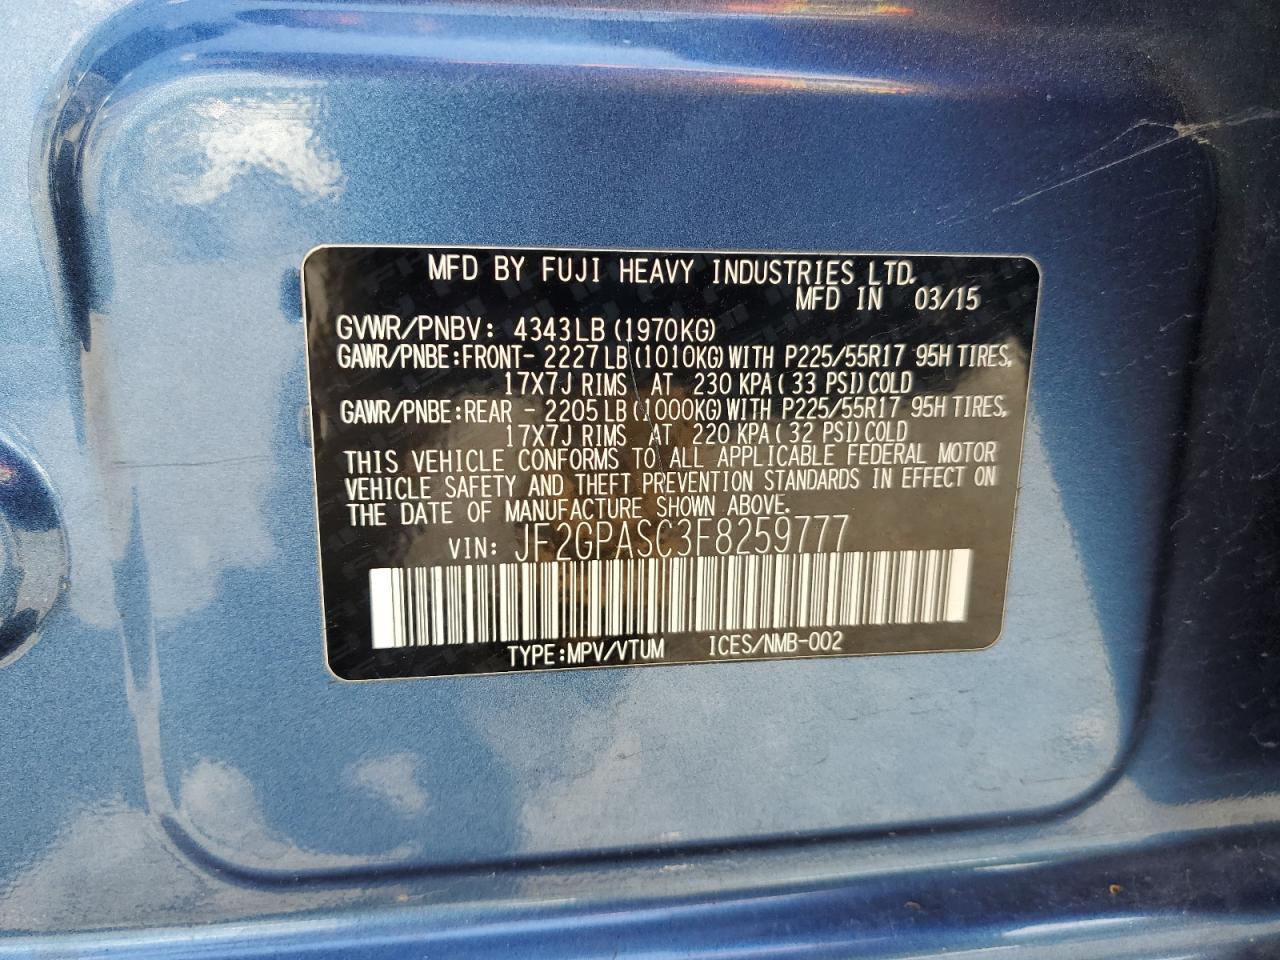 MFD BY FUJI HEAVY INDUSTRIES LTD.
MFD IN 03/15
GVWR/PNBV: 4343LB(1970KG)
GAWR/PNBE:FRONT- 2227LB(1010KG)WITH P225/55R17 95H TIRES,
17X7J RIMS AT 230 KPA(33 PSI)COLD
GAWR/PNBE:REAR - 2205LB(1000KG)WITH P225/55R17 95H TIRES,
17X7J RIMS AT 220 KPA(32 PSI)COLD
THIS VEHICLE CONFORMS TO ALL APPLICABLE FEDERAL MOTOR
VEHICLE SAFETY AND THEFT PREVENTION STANDARDS IN EFFECT ON
THE DATE OF MANUFACTURE SHOWN ABOVE.
VIN: JF2GPASC3F8259777
TYPE:MPV/VTUM ICES/NMB-002